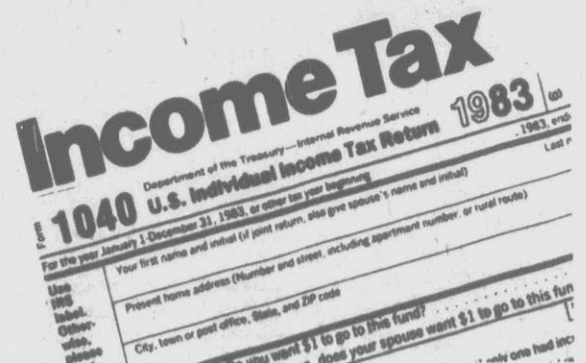 Income Tax
Department of the Treasury—Internal Revenue Service
Form 1040 U.S. Individual Income Tax Return 1983 (o)
For the year January 1-December 31, 1983, or other tax year beginning , 1983, endi
Use
IRS
label.
Other-
wise,
please
Your first name and initial (if joint return, also give spouse's name and initial) Last n
Present home address (Number and street, including apartment number, or rural route)
City, town or post office, State, and ZIP code
you want $1 to go to this fund?
does your spouse want $1 to go to this fun
only one had inco